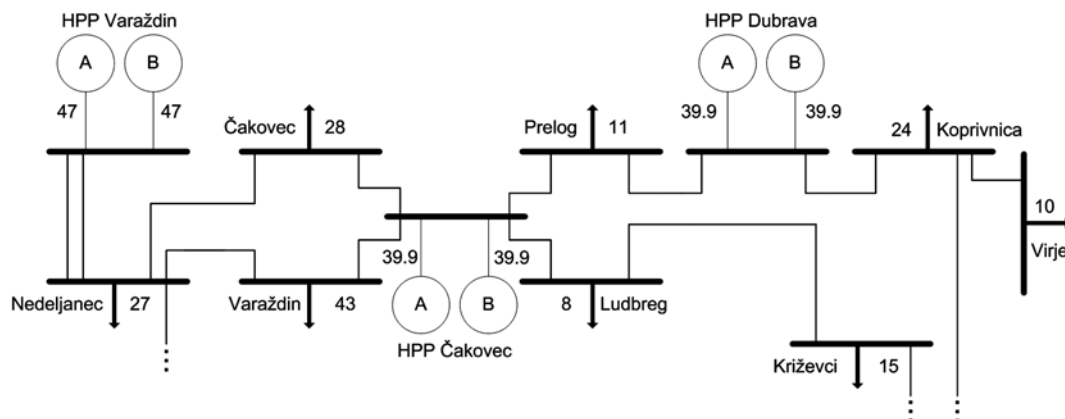 HPP Varaždin
A
B
47
47
HPP Dubrava
A
B
39.9
39.9
Čakovec
28
Prelog
11
24
Koprivnica
10
Virje
Nedeljanec
27
Varaždin
43
39.9
39.9
A
B
HPP Čakovec
8
Ludbreg
Križevci
15